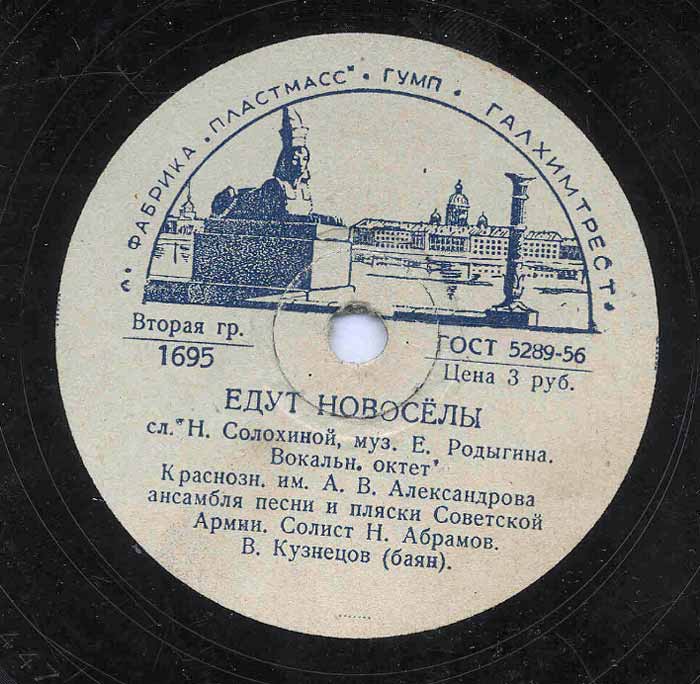 • ФАБРИКА „ПЛАСТМАСС" • ГУМП • ГАЛХИМТРЕСТ •
Вторая гр.
1695
ГОСТ 5289-56
Цена 3 руб.
ЕДУТ НОВОСЁЛЫ
сл. Н. Солохиной, муз. Е. Родыгина.
Вокальн. октет
Краснозн. им. А. В. Александрова
ансамбля песни и пляски Советской
Армии. Солист Н. Абрамов.
В. Кузнецов (баян).